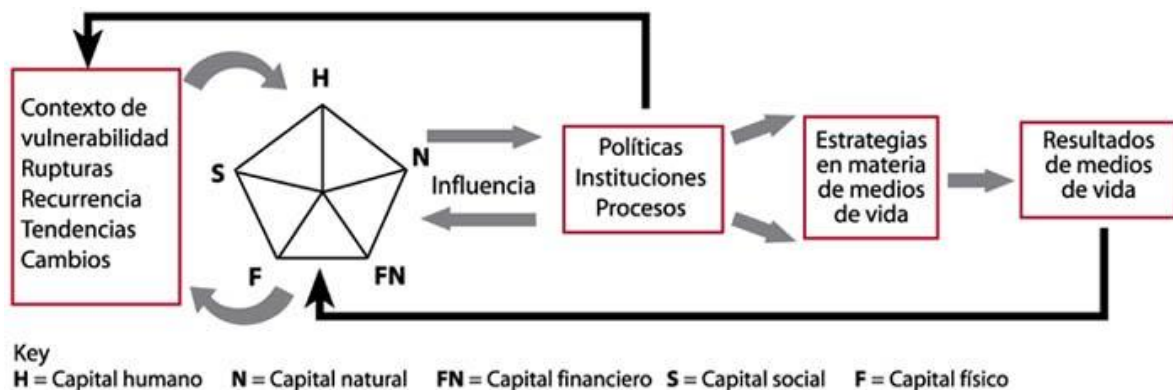 Contexto de
vulnerabilidad
Rupturas
Recurrencia
Tendencias
Cambios
H
S
N
F
FN
Influencia
Políticas
Instituciones
Procesos
Estrategias
en materia
de medios
de vida
Resultados
de medios
de vida
Key
H = Capital humano N = Capital natural FN = Capital financiero S = Capital social F = Capital físico